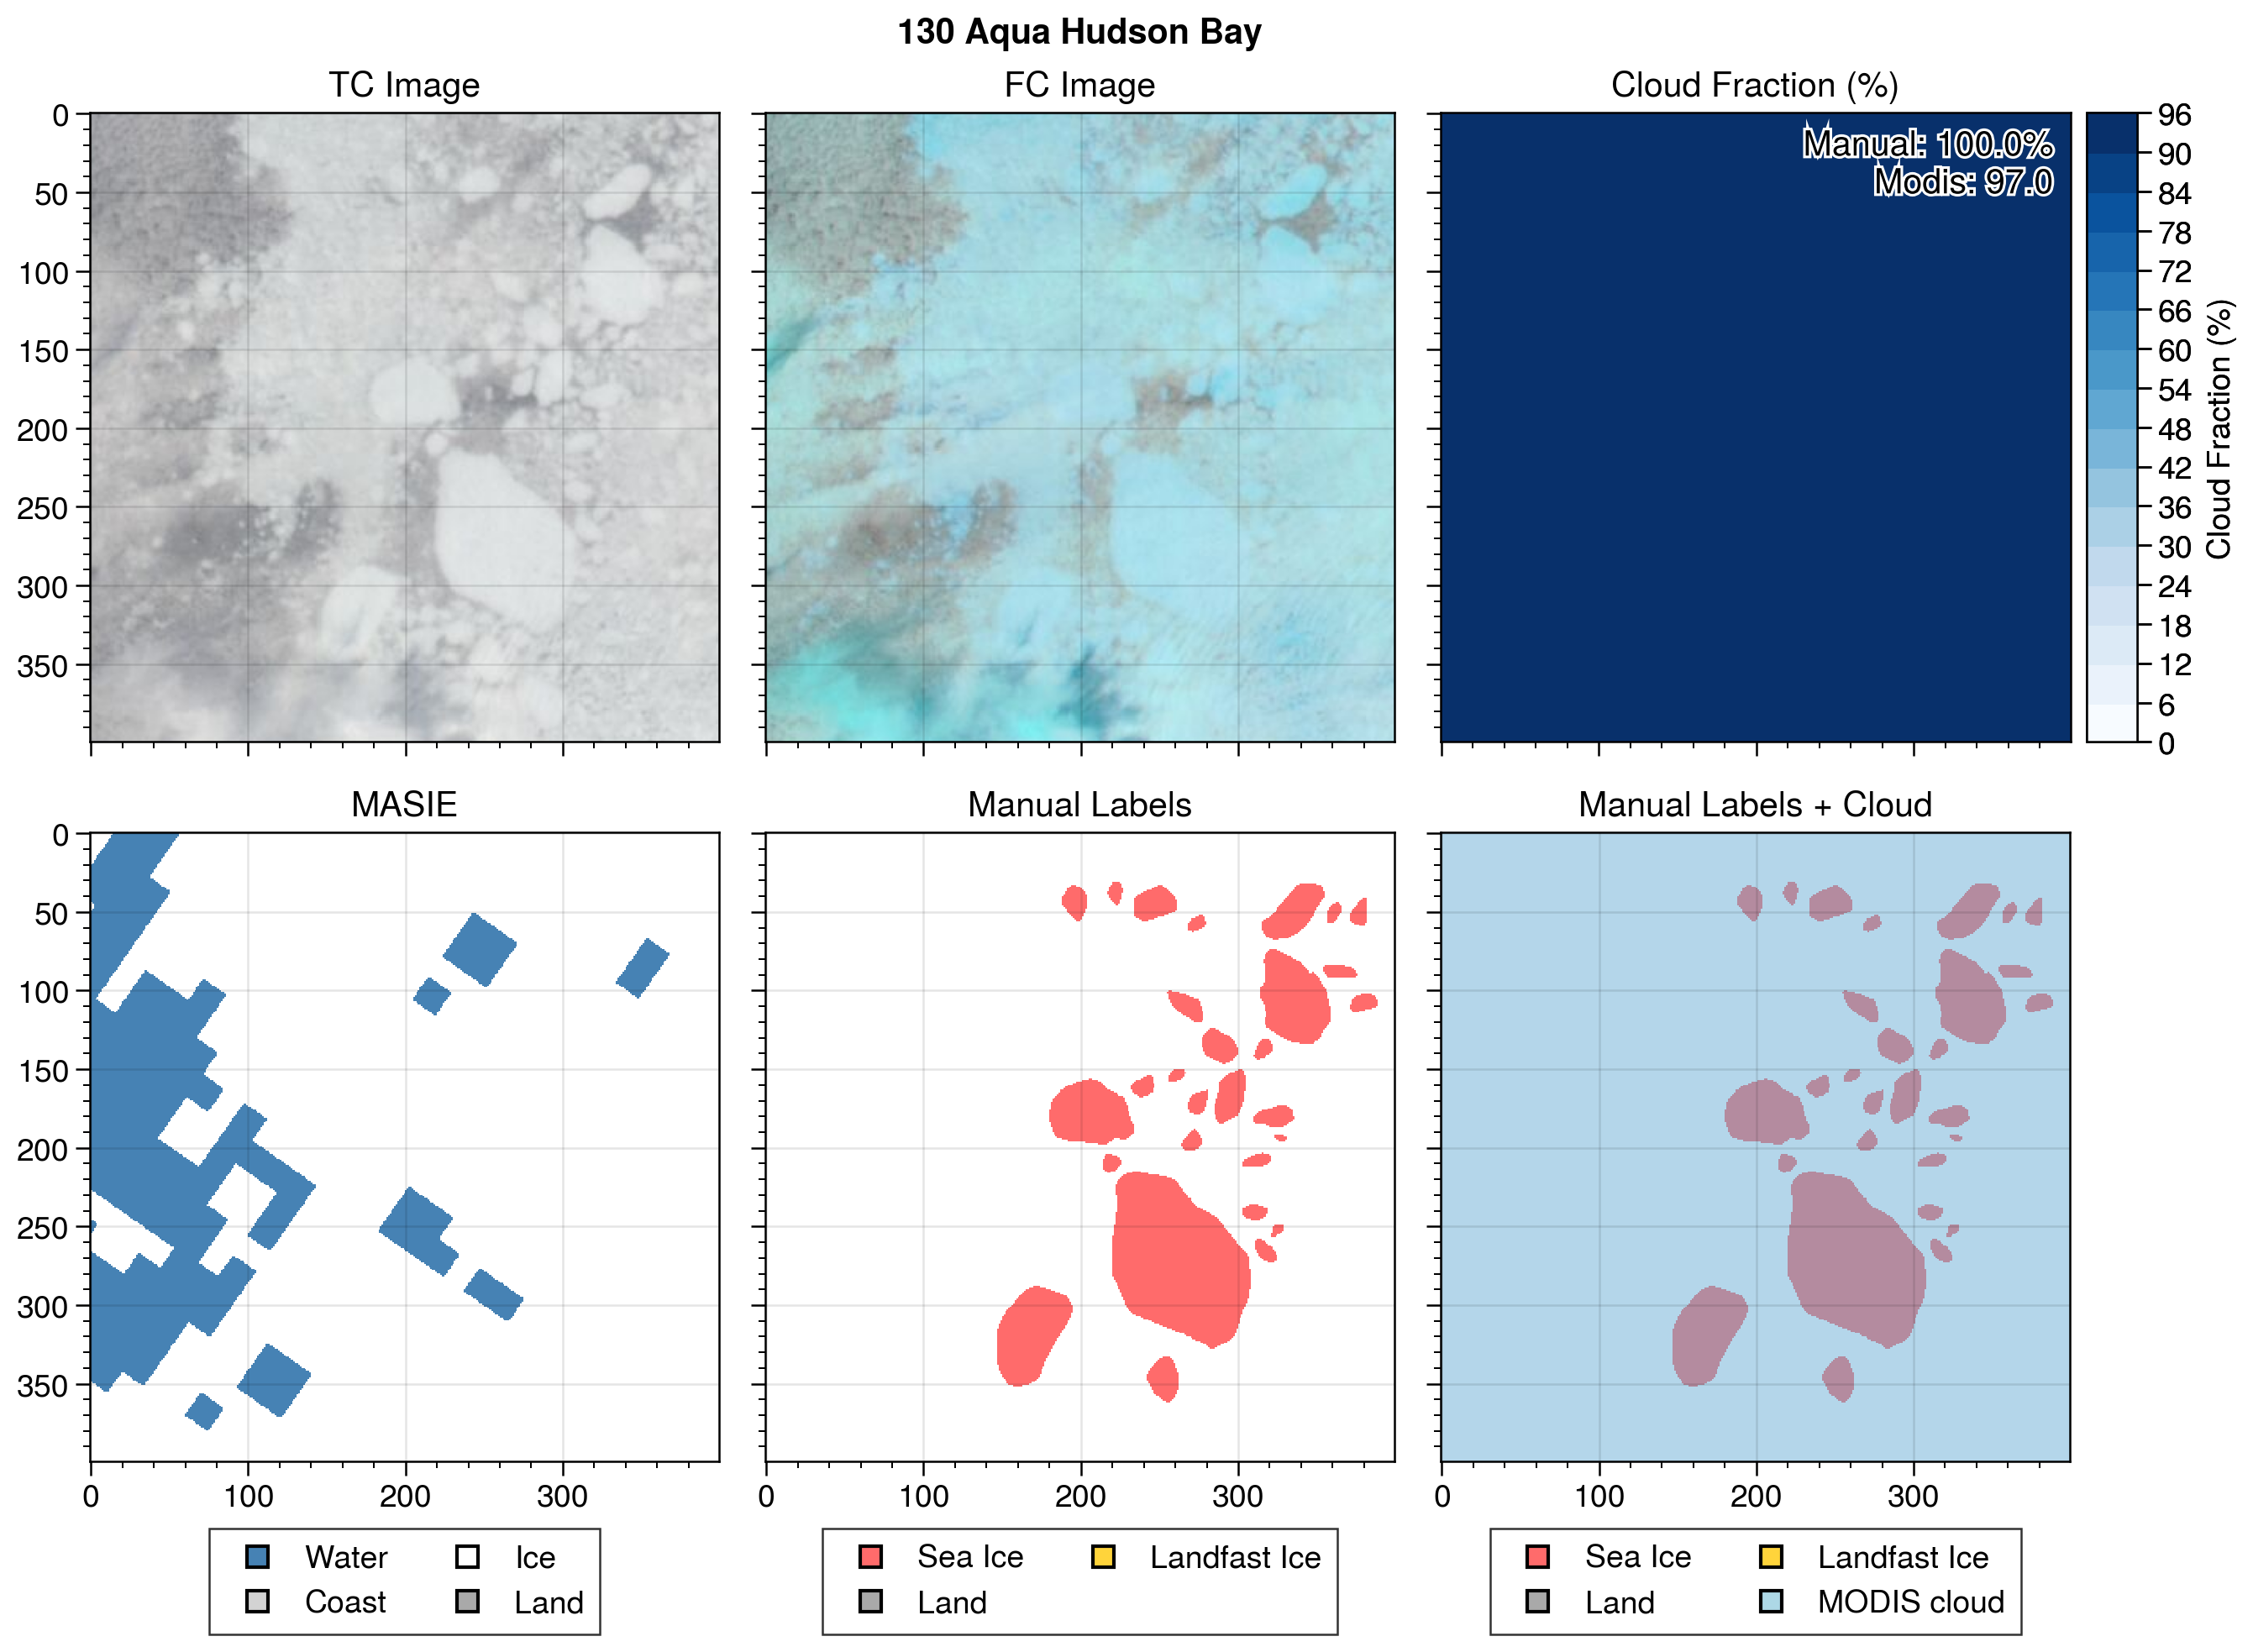 130 Aqua Hudson Bay
TC Image
FC Image
Cloud Fraction (%)
0
50
100
150
200
250
300
350
Manual: 100.0%
Modis: 97.0
96
90
84
78
72
66
60
54
48
42
36
30
24
18
12
6
0
Cloud Fraction (%)
MASIE
Manual Labels
Manual Labels + Cloud
0
50
100
150
200
250
300
350
0 100 200 300
0 100 200 300
0 100 200 300
Water Ice
Coast Land
Sea Ice Landfast Ice
Land
Sea Ice Landfast Ice
Land MODIS cloud